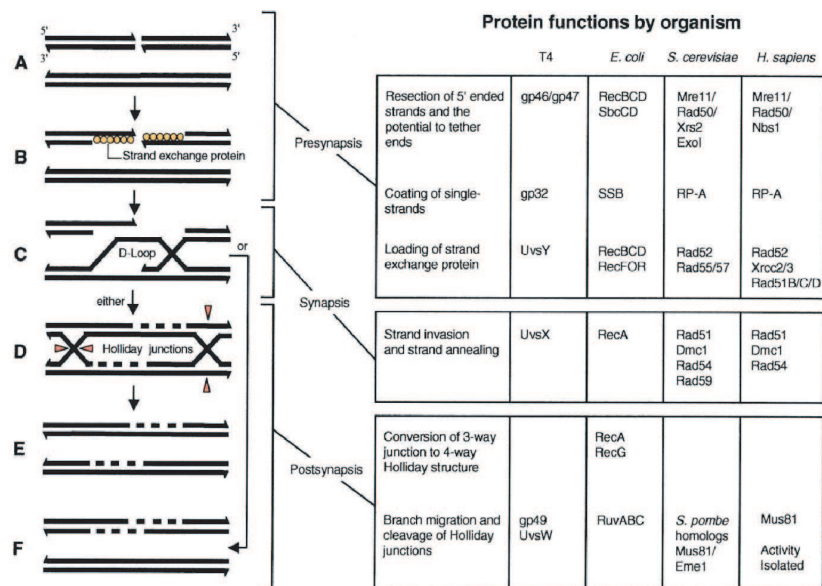 Protein functions by organism
5' 3'
3' 5'
A
B
Strand exchange protein
C
D-Loop
or
either
D
Holliday junctions
E
F
Presynapsis
Synapsis
Postsynapsis
T4 E. coli S. cerevisiae H. sapiens
Resection of 5' ended gp46/gp47 RecBCD Mre11/ Mre11/
strands and the SbcCD Rad50/ Rad50/
potential to tether Xrs2 Nbs1
ends ExoI
Coating of single- gp32 SSB RP-A RP-A
strands
Loading of strand UvsY RecBCD Rad52 Rad52
exchange protein RecFOR Rad55/57 Xrcc2/3
Rad51B/C/D
Strand invasion UvsX RecA Rad51 Rad51
and strand annealing Dmc1 Dmc1
Rad54 Rad54
Rad59
Conversion of 3-way RecA
junction to 4-way RecG
Holliday structure
Branch migration and gp49 RuvABC S. pombe Mus81
cleavage of Holliday UvsW homologs
junctions Mus81/ Activity
Eme1 Isolated